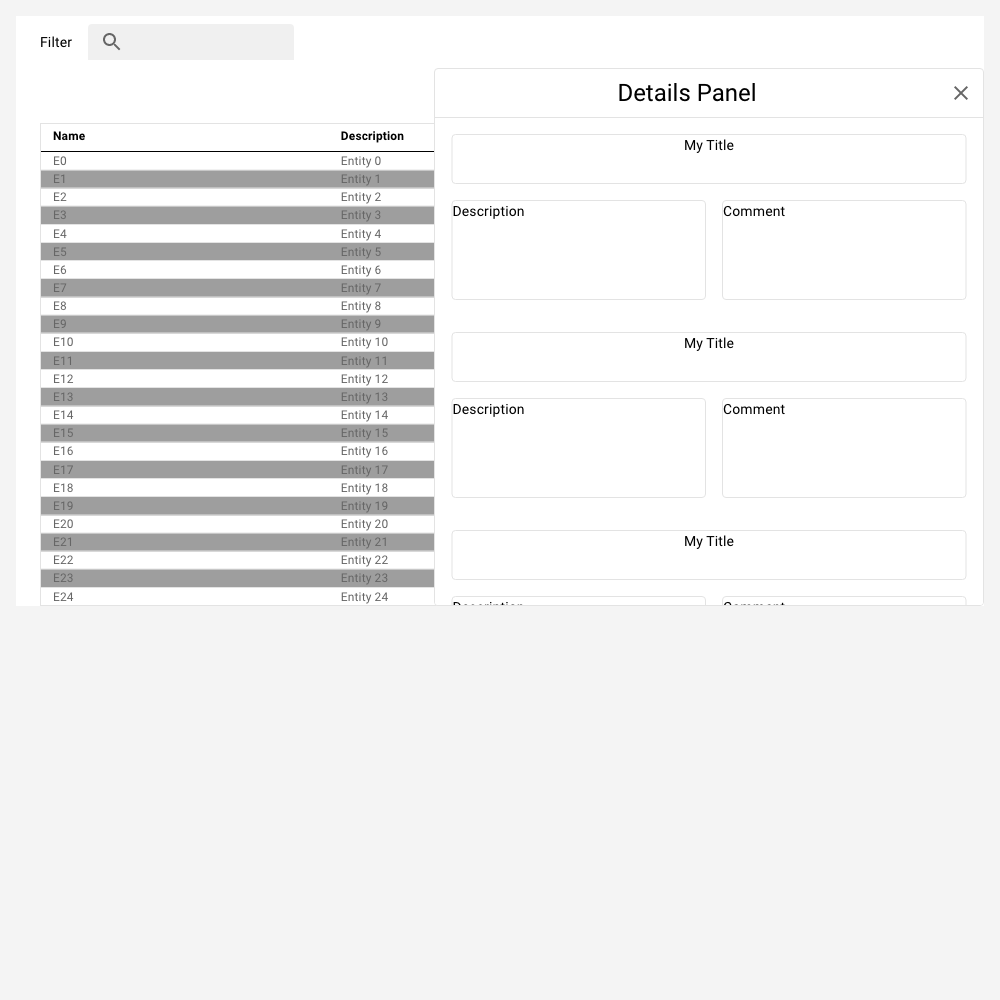 Filter
Details Panel
Name Description
E0 Entity 0
E1 Entity 1
E2 Entity 2
E3 Entity 3
E4 Entity 4
E5 Entity 5
E6 Entity 6
E7 Entity 7
E8 Entity 8
E9 Entity 9
E10 Entity 10
E11 Entity 11
E12 Entity 12
E13 Entity 13
E14 Entity 14
E15 Entity 15
E16 Entity 16
E17 Entity 17
E18 Entity 18
E19 Entity 19
E20 Entity 20
E21 Entity 21
E22 Entity 22
E23 Entity 23
E24 Entity 24
My Title
Description Comment
My Title
Description Comment
My Title
Description Comment